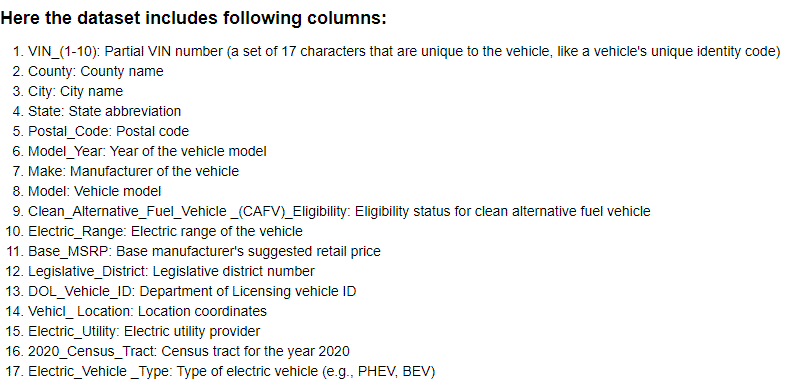 Here the dataset includes following columns:
1. VIN_(1-10): Partial VIN number (a set of 17 characters that are unique to the vehicle, like a vehicle's unique identity code)
2. County: County name
3. City: City name
4. State: State abbreviation
5. Postal_Code: Postal code
6. Model_Year: Year of the vehicle model
7. Make: Manufacturer of the vehicle
8. Model: Vehicle model
9. Clean_Alternative_Fuel_Vehicle _(CAFV)_Eligibility: Eligibility status for clean alternative fuel vehicle
10. Electric_Range: Electric range of the vehicle
11. Base_MSRP: Base manufacturer's suggested retail price
12. Legislative_District: Legislative district number
13. DOL_Vehicle_ID: Department of Licensing vehicle ID
14. Vehicl_ Location: Location coordinates
15. Electric_Utility: Electric utility provider
16. 2020_Census_Tract: Census tract for the year 2020
17. Electric_Vehicle _Type: Type of electric vehicle (e.g., PHEV, BEV)